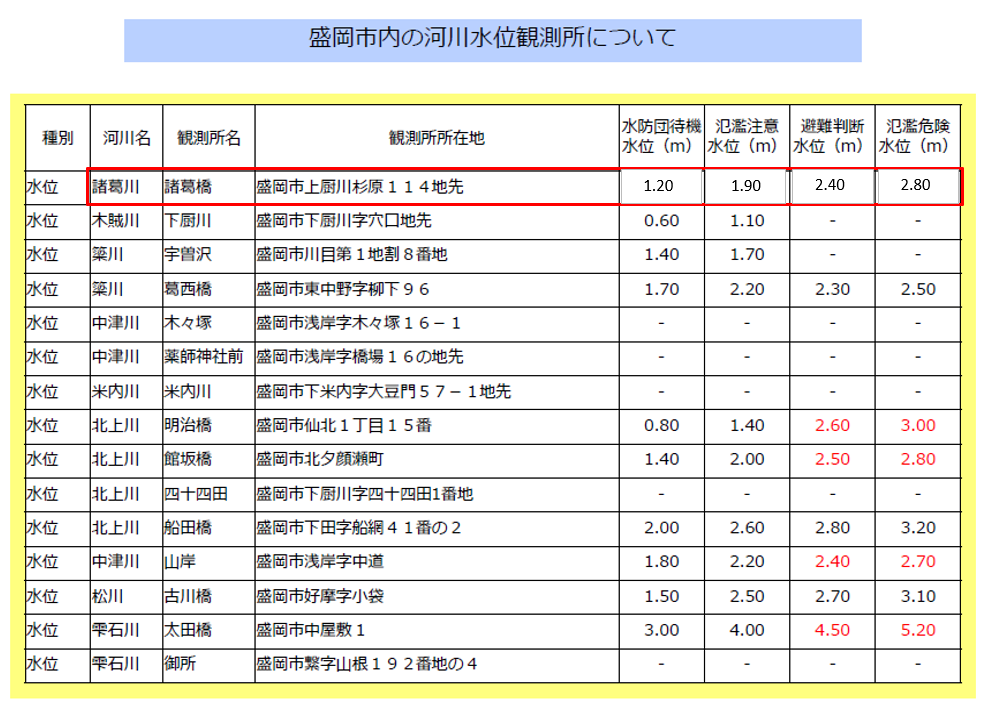 盛岡市内の河川水位観測所について
種別 河川名 観測所名 観測所所在地 水防団待機水位（m） 氾濫注意水位（m） 避難判断水位（m） 氾濫危険水位（m）
水位 諸葛川 諸葛橋 盛岡市上厨川杉原１１４地先 1.20 1.90 2.40 2.80
水位 木賊川 下厨川 盛岡市下厨川字穴口地先 0.60 1.10 - -
水位 簗川 宇曽沢 盛岡市川目第１地割８番地 1.40 1.70 - -
水位 簗川 葛西橋 盛岡市東中野字柳下９６ 1.70 2.20 2.30 2.50
水位 中津川 木々塚 盛岡市浅岸字木々塚１６－１ - - - -
水位 中津川 薬師神社前 盛岡市浅岸字橋場１６の地先 - - - -
水位 米内川 米内川 盛岡市下米内字大豆門５７－１地先 - - - -
水位 北上川 明治橋 盛岡市仙北１丁目１５番 0.80 1.40 2.60 3.00
水位 北上川 館坂橋 盛岡市北夕顔瀬町 1.40 2.00 2.50 2.80
水位 北上川 四十四田 盛岡市下厨川字四十四田1番地 - - - -
水位 北上川 船田橋 盛岡市下田字船綱４１番の２ 2.00 2.60 2.80 3.20
水位 中津川 山岸 盛岡市浅岸字中道 1.80 2.20 2.40 2.70
水位 松川 古川橋 盛岡市好摩字小袋 1.50 2.50 2.70 3.10
水位 雫石川 太田橋 盛岡市中屋敷１ 3.00 4.00 4.50 5.20
水位 雫石川 御所 盛岡市繋字山根１９２番地の４ - - - -